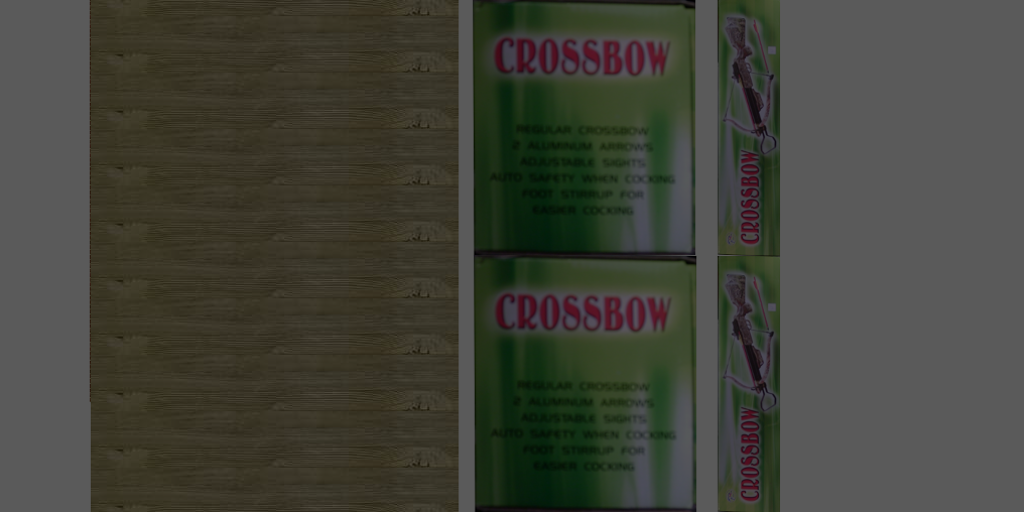 CROSSBOW
REGULAR CROSSBOW
2 ALUMINUM ARROWS
ADJUSTABLE SIGHTS
AUTO SAFETY WHEN COCKING
FOOT STIRRUP FOR
EASIER COCKING
CROSSBOW
CROSSBOW
REGULAR CROSSBOW
2 ALUMINUM ARROWS
ADJUSTABLE SIGHTS
AUTO SAFETY WHEN COCKING
FOOT STIRRUP FOR
EASIER COCKING
CROSSBOW